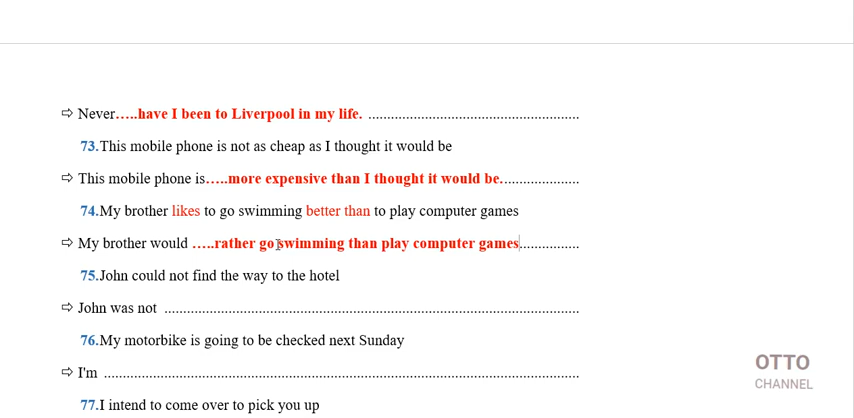 ⇨ Never…..have I been to Liverpool in my life. ........................................................
73.This mobile phone is not as cheap as I thought it would be
⇨ This mobile phone is…..more expensive than I thought it would be.....................
74.My brother likes to go swimming better than to play computer games
⇨ My brother would …..rather go swimming than play computer games................
75.John could not find the way to the hotel
⇨ John was not ..............................................................................................................
76.My motorbike is going to be checked next Sunday
⇨ I'm ..............................................................................................................................
77.I intend to come over to pick you up
OTTO
CHANNEL